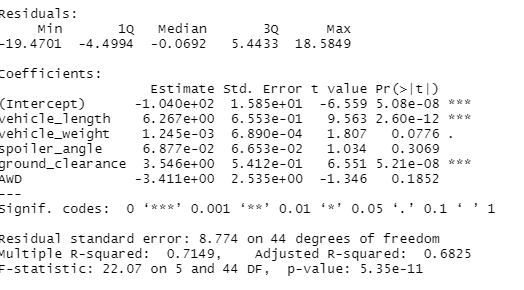 Residuals:
Min 1Q Median 3Q Max
-19.4701 -4.4994 -0.0692 5.4433 18.5849
Coefficients:
Estimate Std. Error t value Pr(>|t|)
(Intercept) -1.040e+02 1.585e+01 -6.559 5.08e-08 ***
vehicle_length 6.267e+00 6.553e-01 9.563 2.60e-12 ***
vehicle_weight 1.245e-03 6.890e-04 1.807 0.0776 .
spoiler_angle 6.877e-02 6.653e-02 1.034 0.3069
ground_clearance 3.546e+00 5.412e-01 6.551 5.21e-08 ***
AWD -3.411e+00 2.535e+00 -1.346 0.1852
---
Signif. codes: 0 ‘***’ 0.001 ‘**’ 0.01 ‘*’ 0.05 ‘.’ 0.1 ‘ ’ 1
Residual standard error: 8.774 on 44 degrees of freedom
Multiple R-squared: 0.7149, Adjusted R-squared: 0.6825
F-statistic: 22.07 on 5 and 44 DF, p-value: 5.35e-11